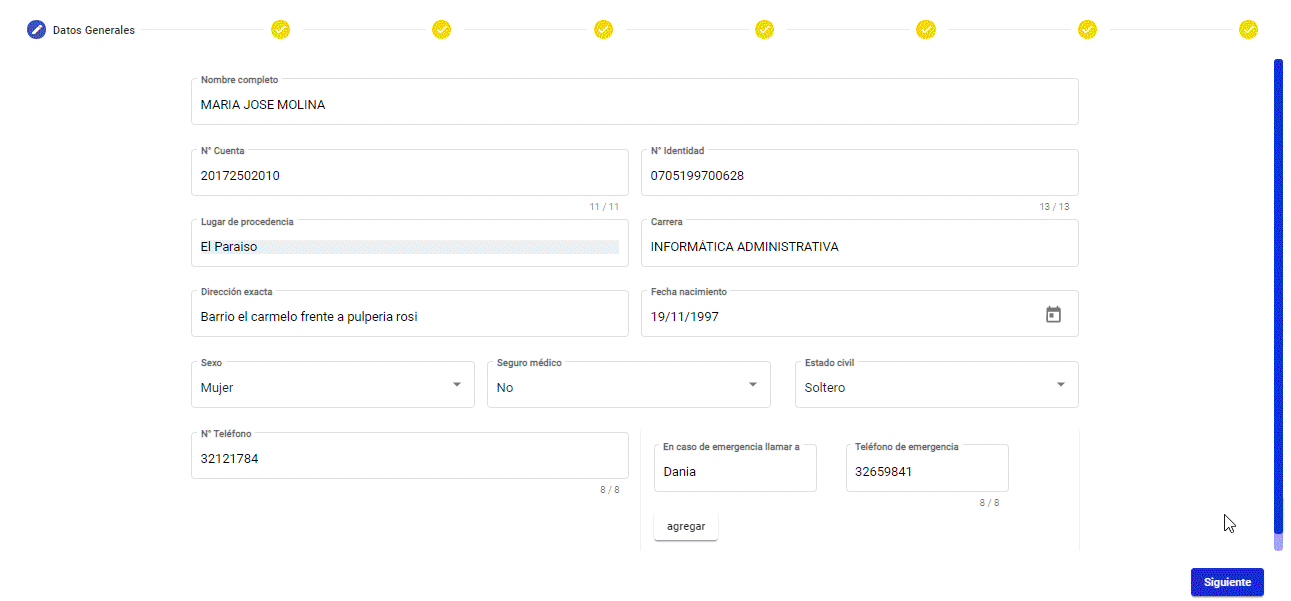 Datos Generales
Nombre completo
MARIA JOSE MOLINA
N° Cuenta
20172502010
11 / 11
N° Identidad
0705199700628
13 / 13
Lugar de procedencia
El Paraiso
Carrera
INFORMÁTICA ADMINISTRATIVA
Dirección exacta
Barrio el carmelo frente a pulperia rosi
Fecha nacimiento
19/11/1997
Sexo
Mujer
Seguro médico
No
Estado civil
Soltero
N° Teléfono
32121784
8 / 8
En caso de emergencia llamar a
Dania
Teléfono de emergencia
32659841
8 / 8
agregar
Siguiente